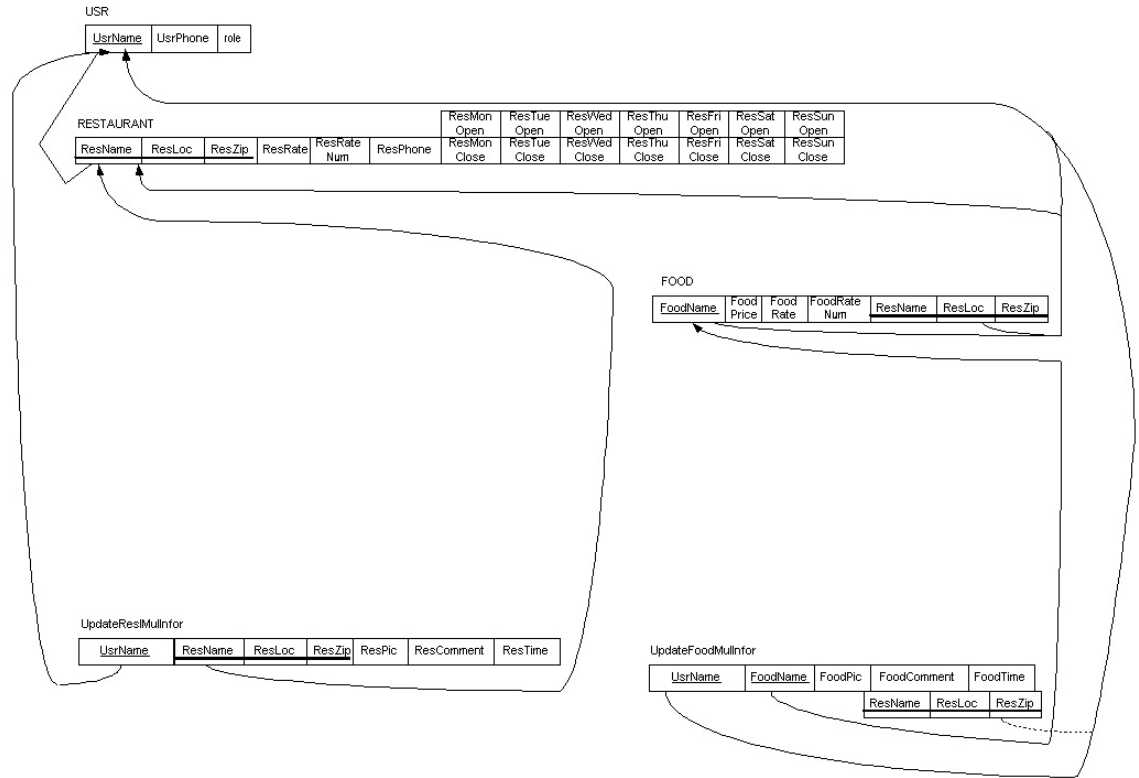 USR
UsrName UsrPhone role
RESTAURANT
ResMon Open ResTue Open ResWed Open ResThu Open ResFri Open ResSat Open ResSun Open
ResName ResLoc ResZip ResRate ResRate Num ResPhone ResMon Close ResTue Close ResWed Close ResThu Close ResFri Close ResSat Close ResSun Close
FOOD
FoodName Food Price Food Rate FoodRate Num ResName ResLoc ResZip
UpdateReslMulInfor
UsrName ResName ResLoc ResZip ResPic ResComment ResTime
UpdateFoodMulInfor
UsrName FoodName FoodPic FoodComment FoodTime
ResName ResLoc ResZip